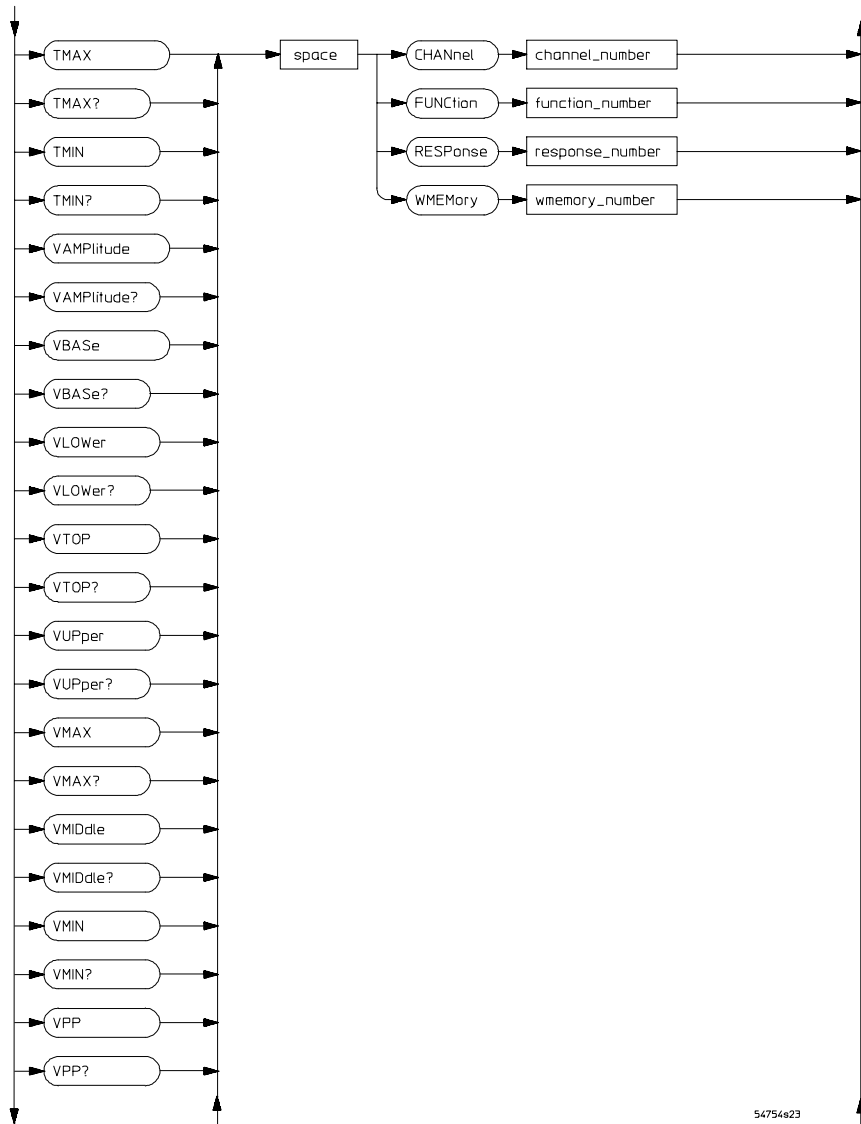 TMAX space CHANnel channel_number
TMAX? FUNCtion function_number
TMIN RESPonse response_number
TMIN? WMEMory wmemory_number
VAMPlitude
VAMPlitude?
VBASe
VBASe?
VLOWer
VLOWer?
VTOP
VTOP?
VUPper
VUPper?
VMAX
VMAX?
VMIDdle
VMIDdle?
VMIN
VMIN?
VPP
VPP?
54754s23